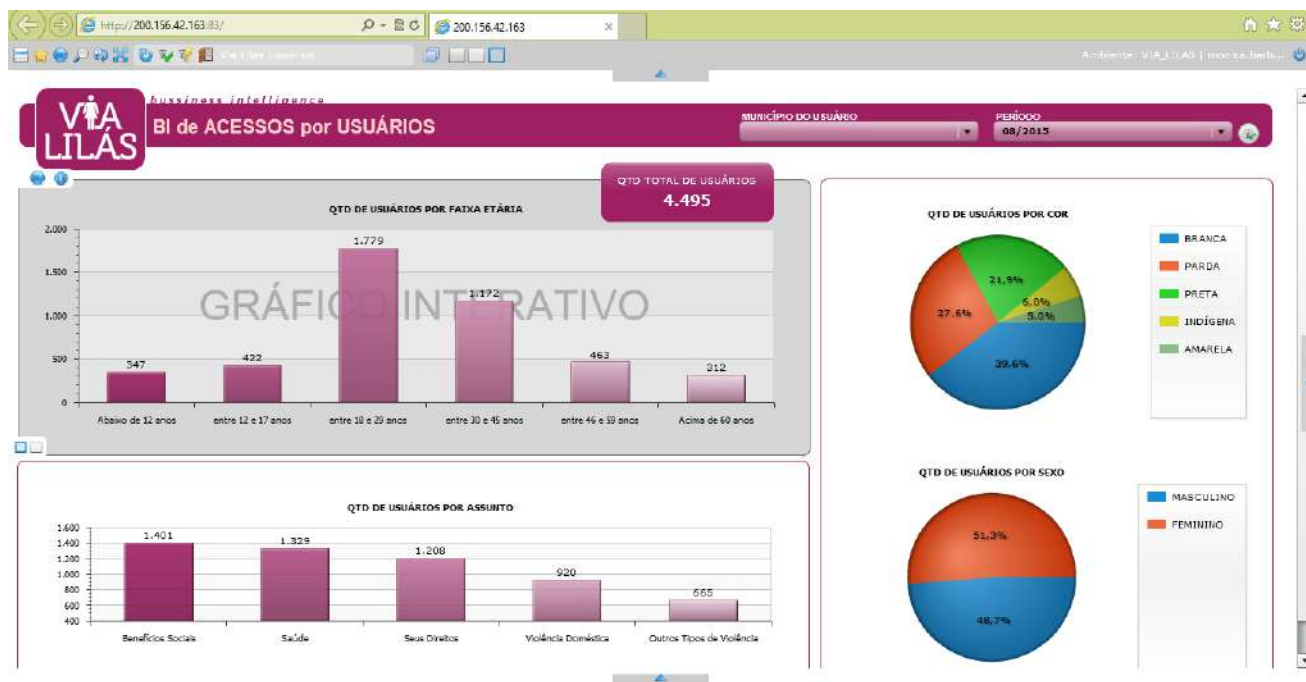 http://200.156.42.163:83/
200.156.42.163
Ambiente: VIA_LILAS |
bussiness intelligence
VIA
LILÁS
BI de ACESSOS por USUÁRIOS
MUNICÍPIO DO USUÁRIO
PERÍODO
08/2015
QTD TOTAL DE USUÁRIOS
4.495
QTD DE USUÁRIOS POR FAIXA ETÁRIA
GRÁFICO INTERATIVO
2.000
1.500
1.000
500
0
347
422
1.779
1.172
463
312
Abaixo de 12 anos
entre 12 e 17 anos
entre 18 e 29 anos
entre 30 e 45 anos
entre 46 e 59 anos
Acima de 60 anos
QTD DE USUÁRIOS POR ASSUNTO
1.600
1.400
1.200
1.000
800
600
400
1.401
1.329
1.208
920
665
Benefícios Sociais
Saúde
Seus Direitos
Violência Doméstica
Outros Tipos de Violência
QTD DE USUÁRIOS POR COR
21.9%
6.0%
5.0%
27.6%
39.6%
BRANCA
PARDA
PRETA
INDÍGENA
AMARELA
QTD DE USUÁRIOS POR SEXO
51.3%
48.7%
MASCULINO
FEMININO